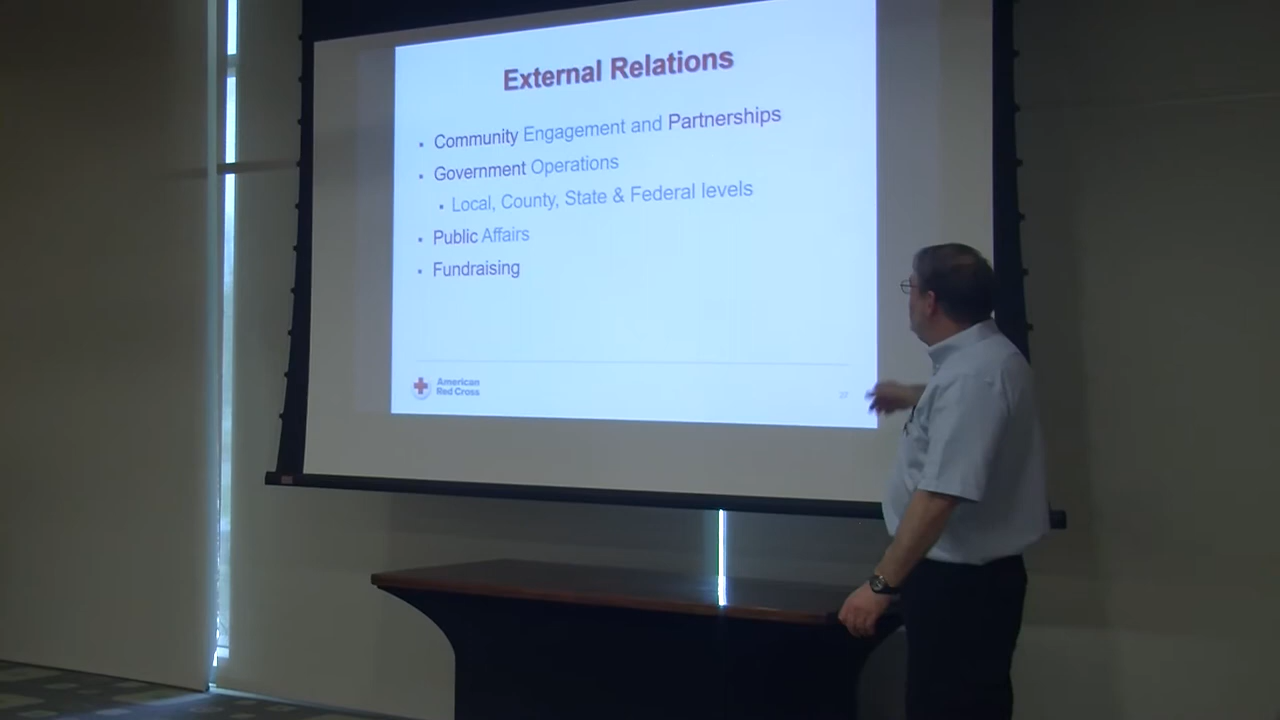 External Relations
Community Engagement and Partnerships
Government Operations
Local, County, State & Federal levels
Public Affairs
Fundraising
American
Red Cross